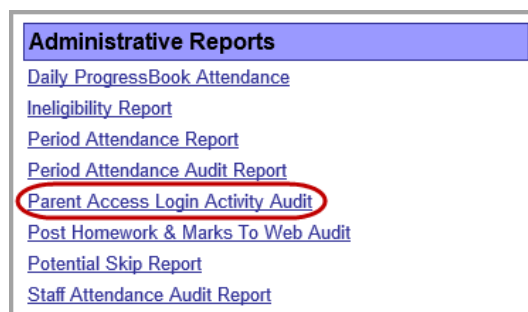 Administrative Reports
Daily ProgressBook Attendance
Ineligibility Report
Period Attendance Report
Period Attendance Audit Report
Parent Access Login Activity Audit
Post Homework & Marks To Web Audit
Potential Skip Report
Staff Attendance Audit Report